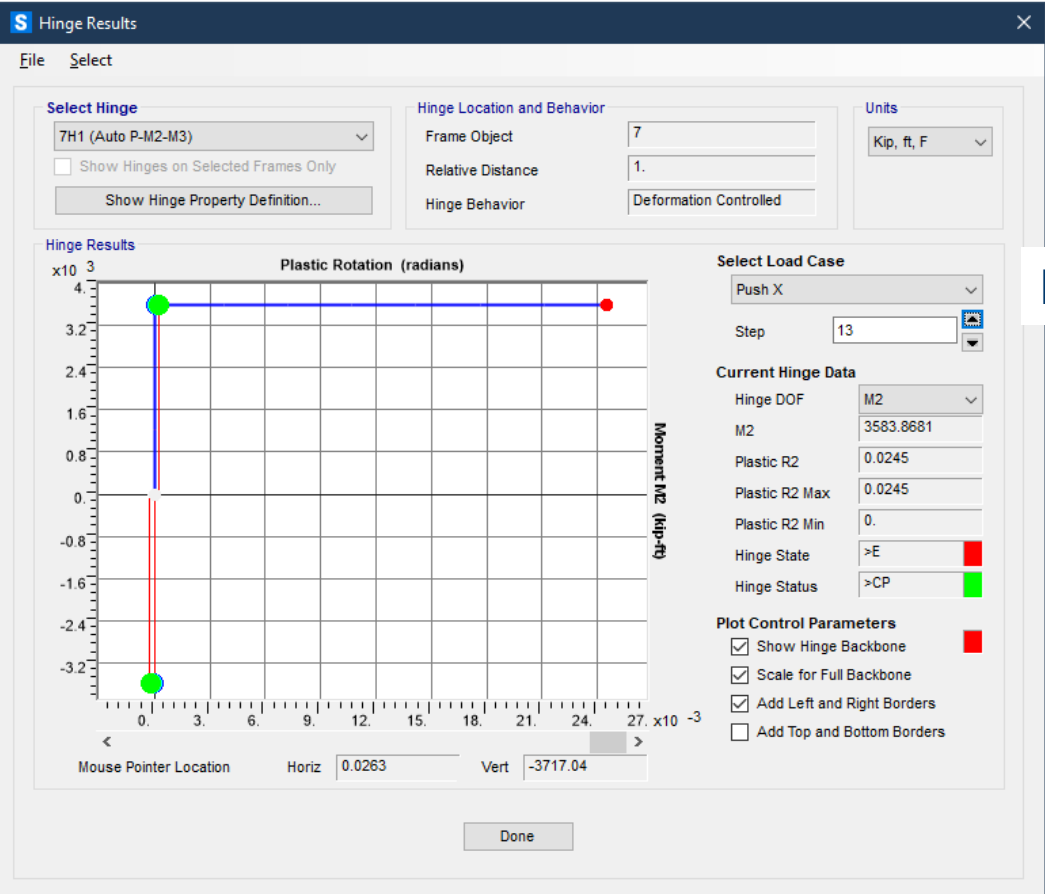 S Hinge Results
File Select
Select Hinge
7H1 (Auto P-M2-M3)
Show Hinges on Selected Frames Only
Show Hinge Property Definition...
Hinge Location and Behavior
Frame Object 7
Relative Distance 1.
Hinge Behavior Deformation Controlled
Units
Kip, ft, F
Hinge Results
x10 3
Plastic Rotation (radians)
4.
3.2
2.4
1.6
0.8
0.
-0.8
-1.6
-2.4
-3.2
Moment M2 (kip-ft)
0. 3. 6. 9. 12. 15. 18. 21. 24. 27. x10 -3
Mouse Pointer Location Horiz 0.0263 Vert -3717.04
Select Load Case
Push X
Step 13
Current Hinge Data
Hinge DOF M2
M2 3583.8681
Plastic R2 0.0245
Plastic R2 Max 0.0245
Plastic R2 Min 0.
Hinge State >E
Hinge Status >CP
Plot Control Parameters
Show Hinge Backbone
Scale for Full Backbone
Add Left and Right Borders
Add Top and Bottom Borders
Done